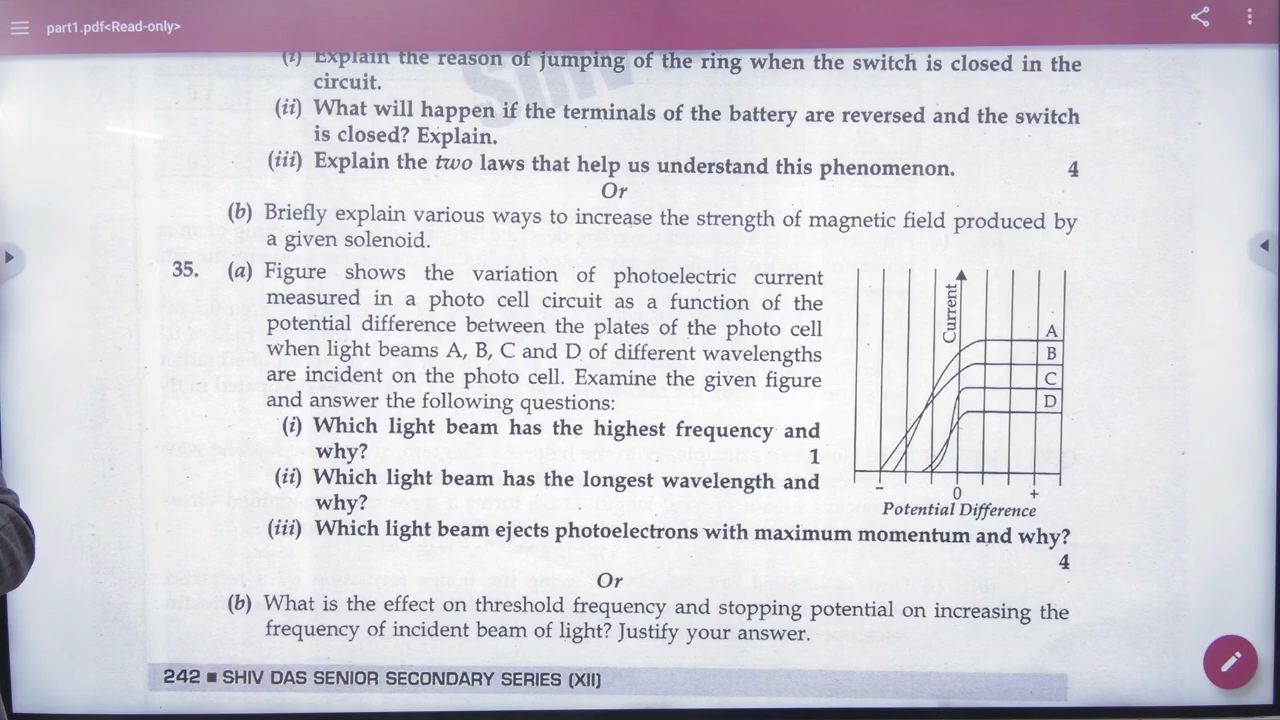 part1.pdf<Read-only>
(i) Explain the reason of jumping of the ring when the switch is closed in the
circuit.
(ii) What will happen if the terminals of the battery are reversed and the switch
is closed? Explain.
(iii) Explain the two laws that help us understand this phenomenon. 4
Or
(b) Briefly explain various ways to increase the strength of magnetic field produced by
a given solenoid.
35. (a) Figure shows the variation of photoelectric current
measured in a photo cell circuit as a function of the
potential difference between the plates of the photo cell
when light beams A, B, C and D of different wavelengths
are incident on the photo cell. Examine the given figure
and answer the following questions:
(i) Which light beam has the highest frequency and
why? 1
(ii) Which light beam has the longest wavelength and
why?
Current
A
B
C
D
– 0 +
Potential Difference
(iii) Which light beam ejects photoelectrons with maximum momentum and why?
4
Or
(b) What is the effect on threshold frequency and stopping potential on increasing the
frequency of incident beam of light? Justify your answer.
242 ■ SHIV DAS SENIOR SECONDARY SERIES (XII)